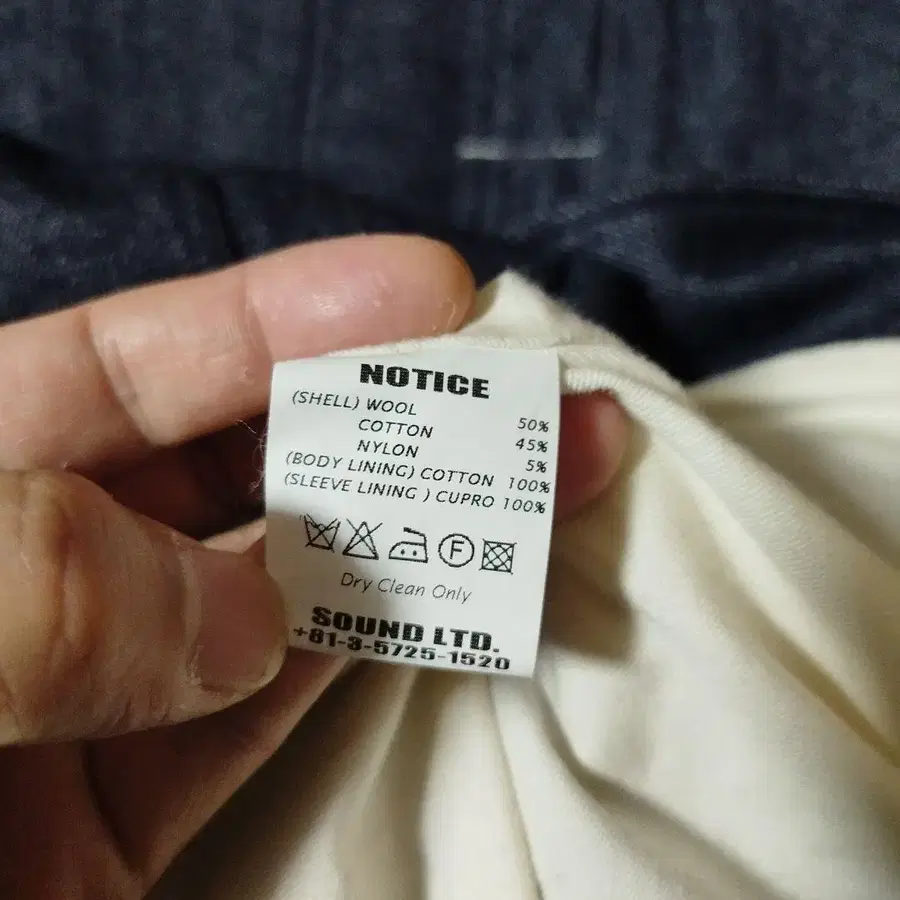 NOTICE
(SHELL) WOOL 50%
COTTON 45%
NYLON 5%
(BODY LINING) COTTON 100%
(SLEEVE LINING ) CUPRO 100%
F
Dry Clean Only
SOUND LTD.
+81-3-5725-1520